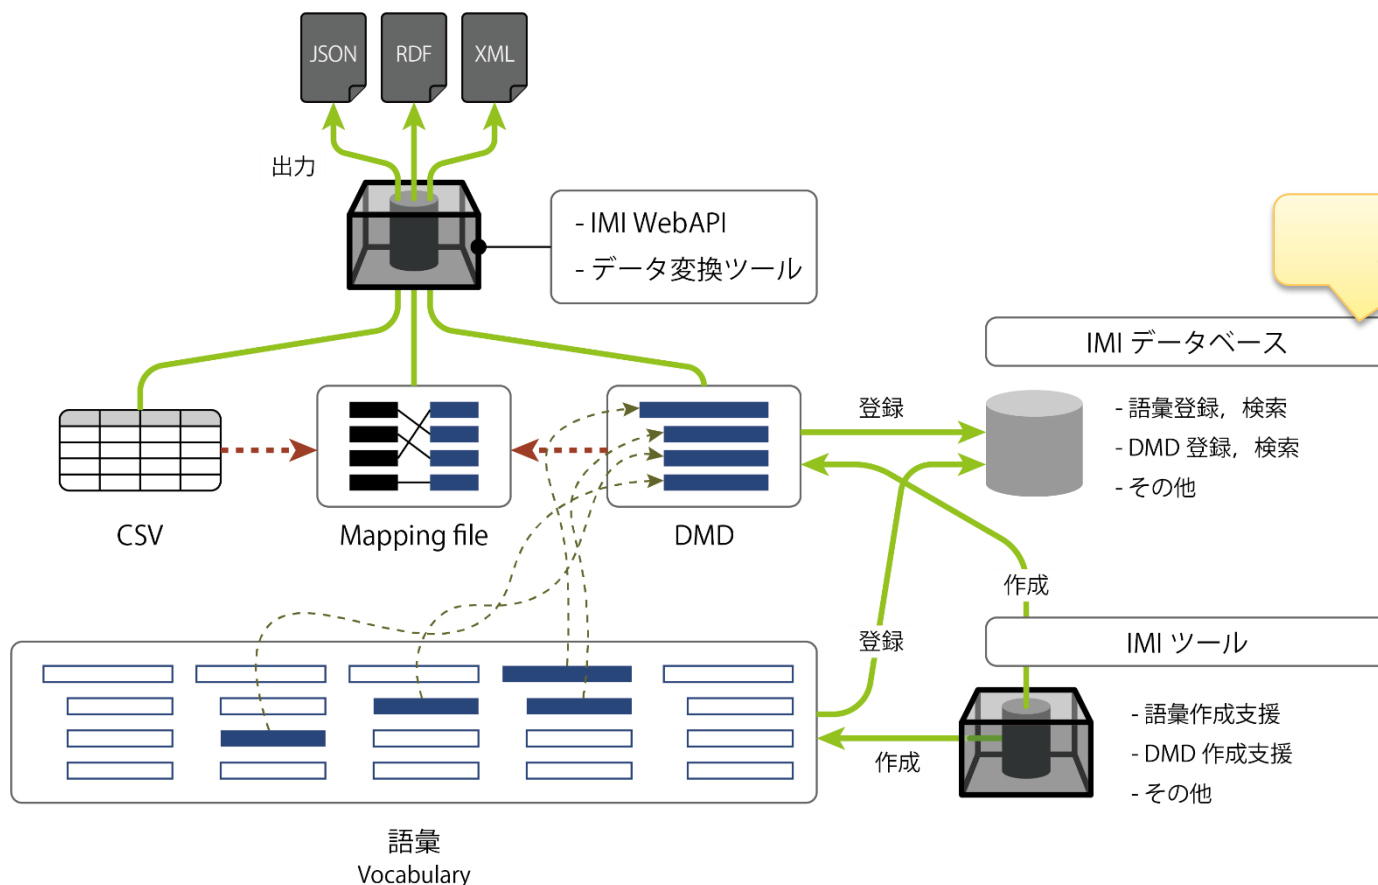 JSON
RDF
XML
出力
- IMI WebAPI
- データ変換ツール
IMI データベース
- 語彙登録，検索
- DMD 登録，検索
- その他
登録
CSV
Mapping file
DMD
作成
登録
IMI ツール
- 語彙作成支援
- DMD 作成支援
- その他
作成
語彙
Vocabulary